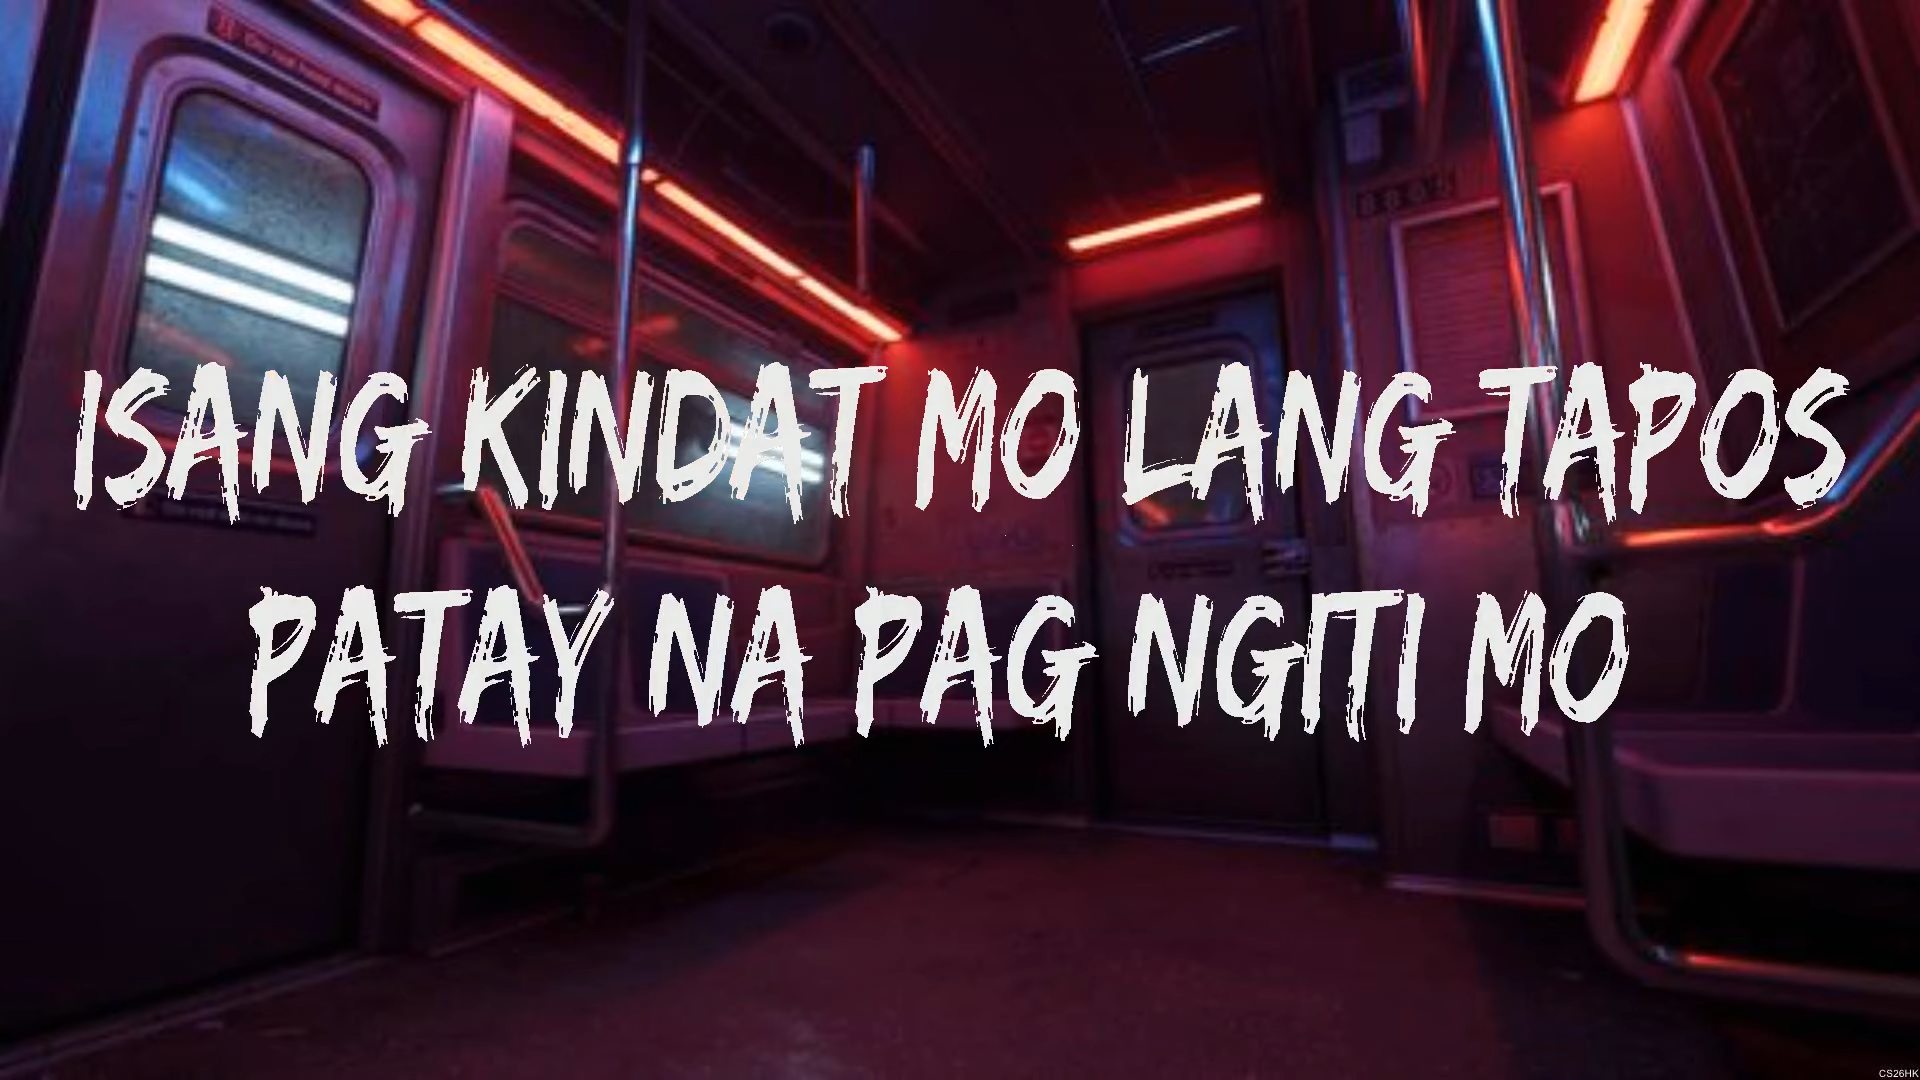 ISANG KINDAT MO LANG TAPOS
PATAY NA PAG NGITI MO
CS26HK